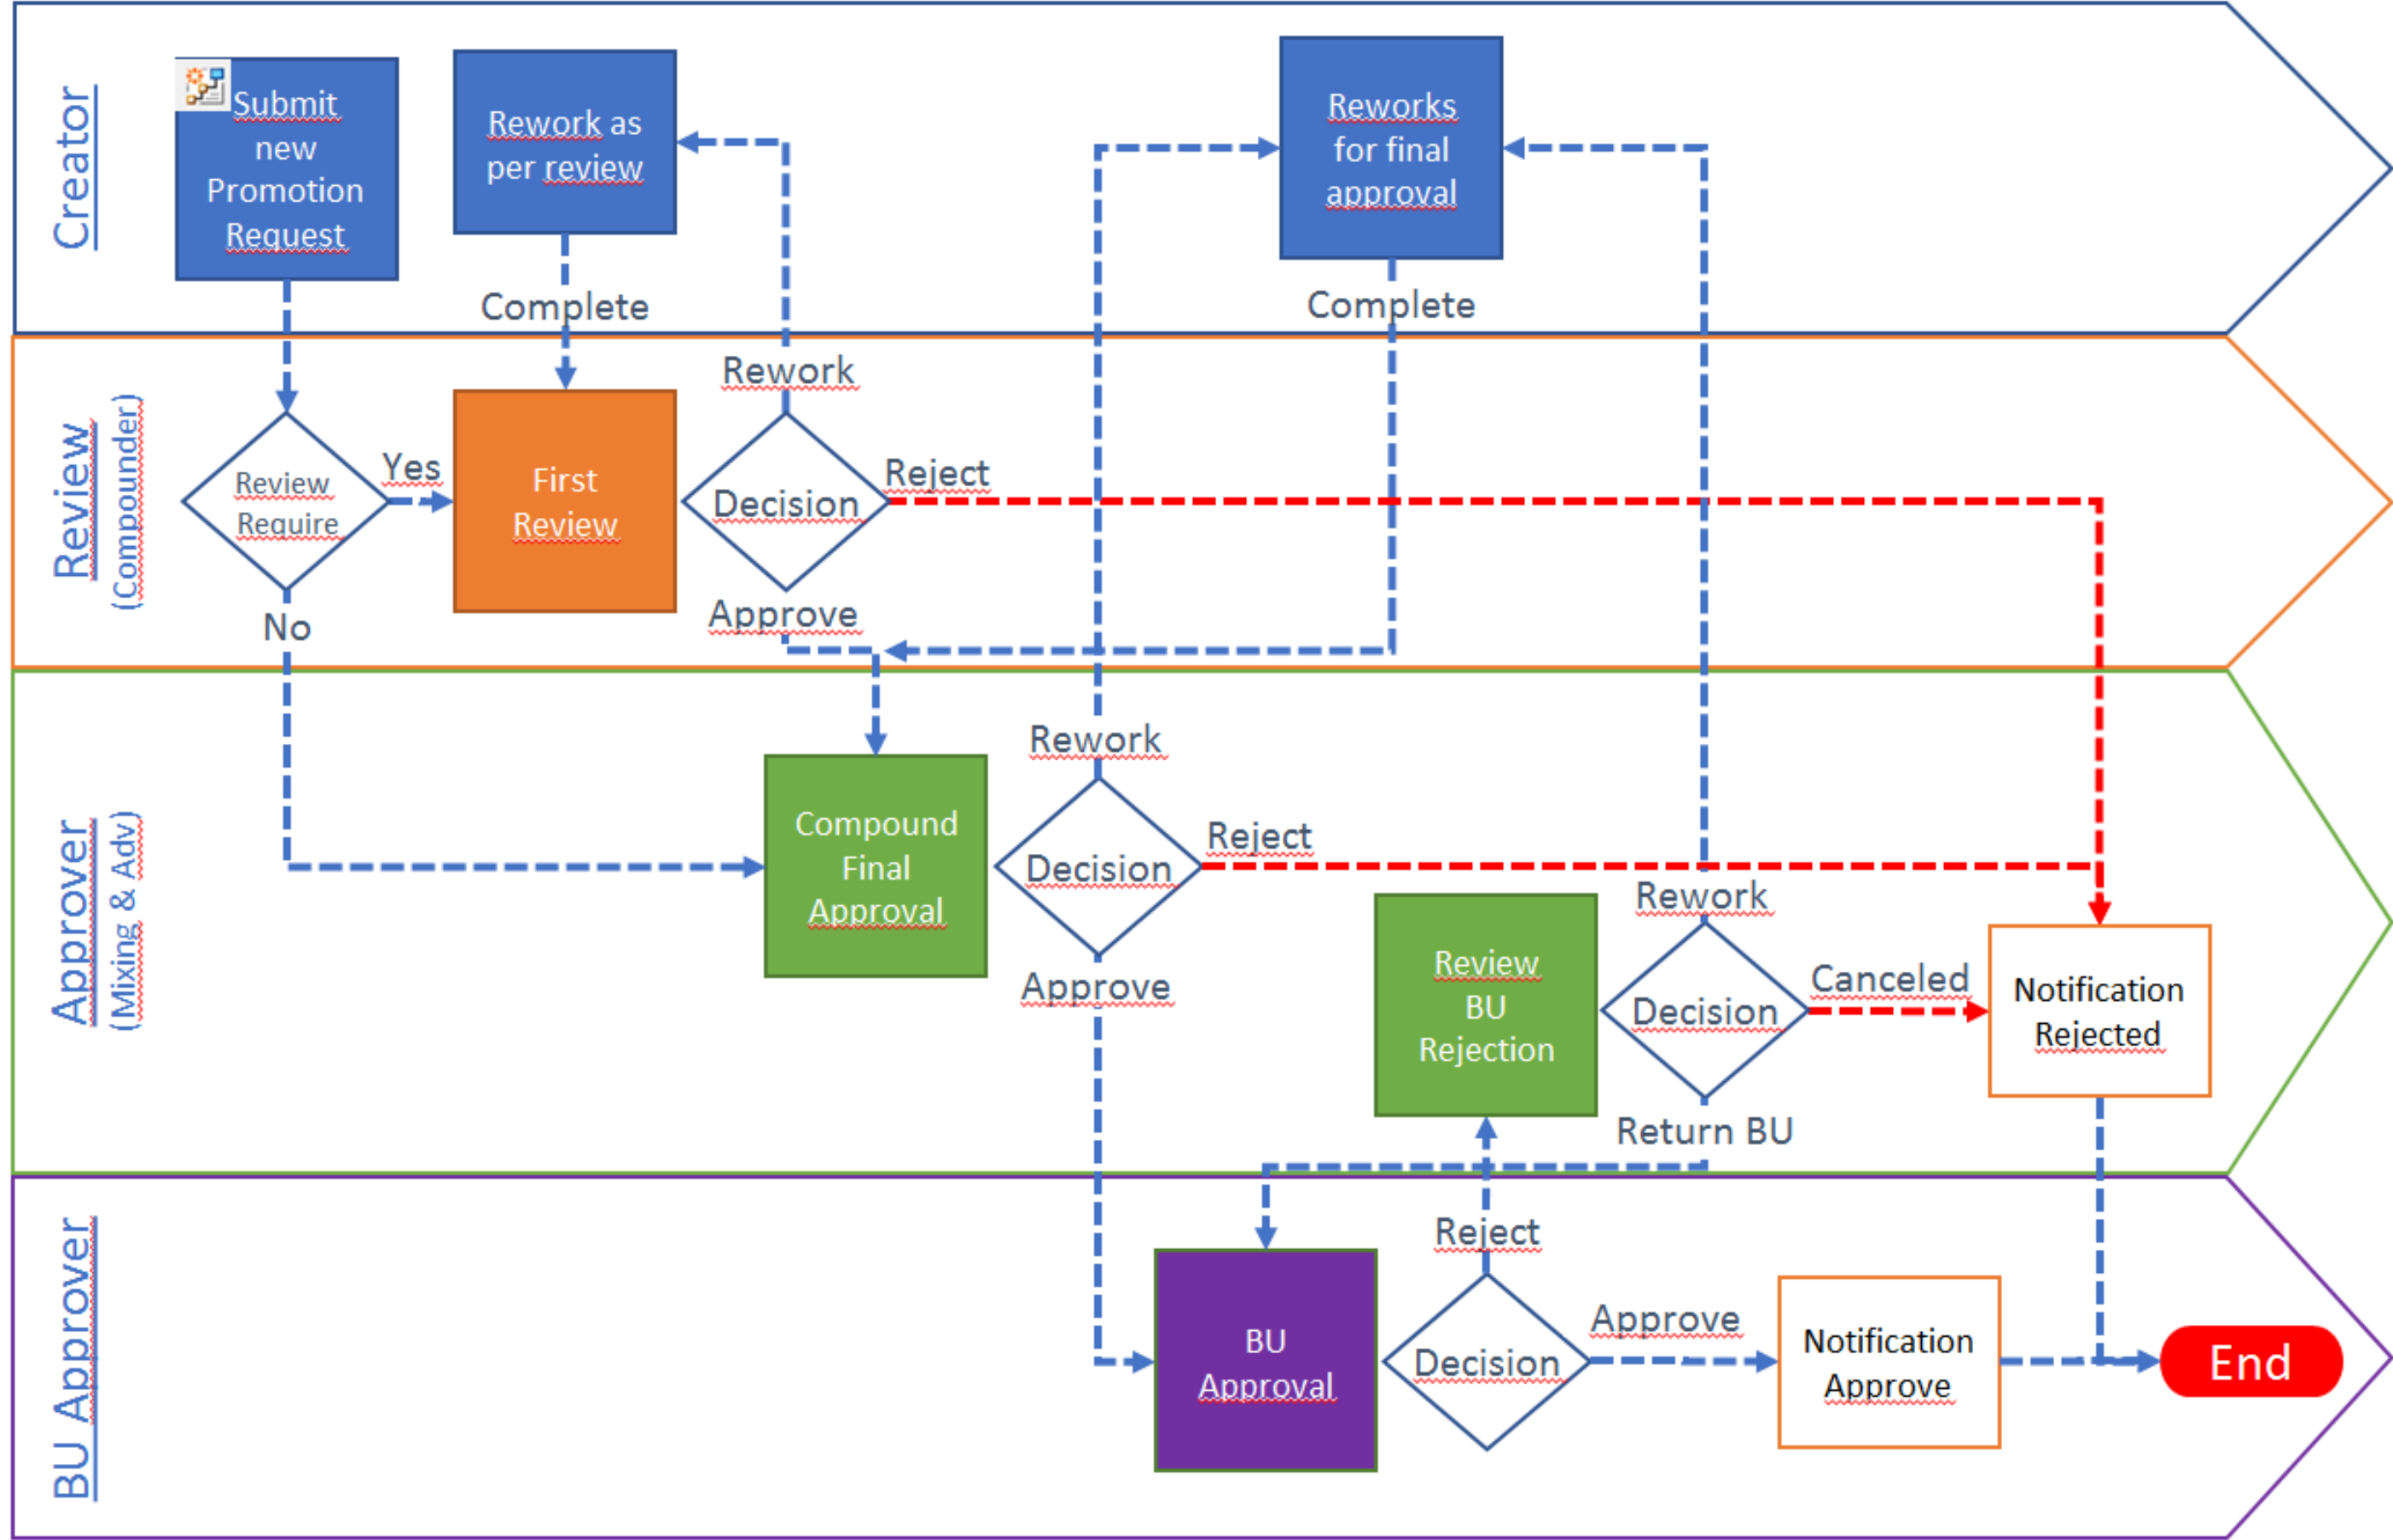 Creator
Submit
new
Promotion
Request
Rework as
per review
Reworks
for final
approval
Complete
Complete
Review
(Compounder)
Review
Require
Yes
No
First
Review
Rework
Decision
Reject
Approve
Approver
(Mixing & Adv)
Compound
Final
Approval
Rework
Decision
Reject
Approve
Review
BU
Rejection
Rework
Decision
Canceled
Return BU
Notification
Rejected
BU Approver
BU
Approval
Reject
Decision
Approve
Notification
Approve
End